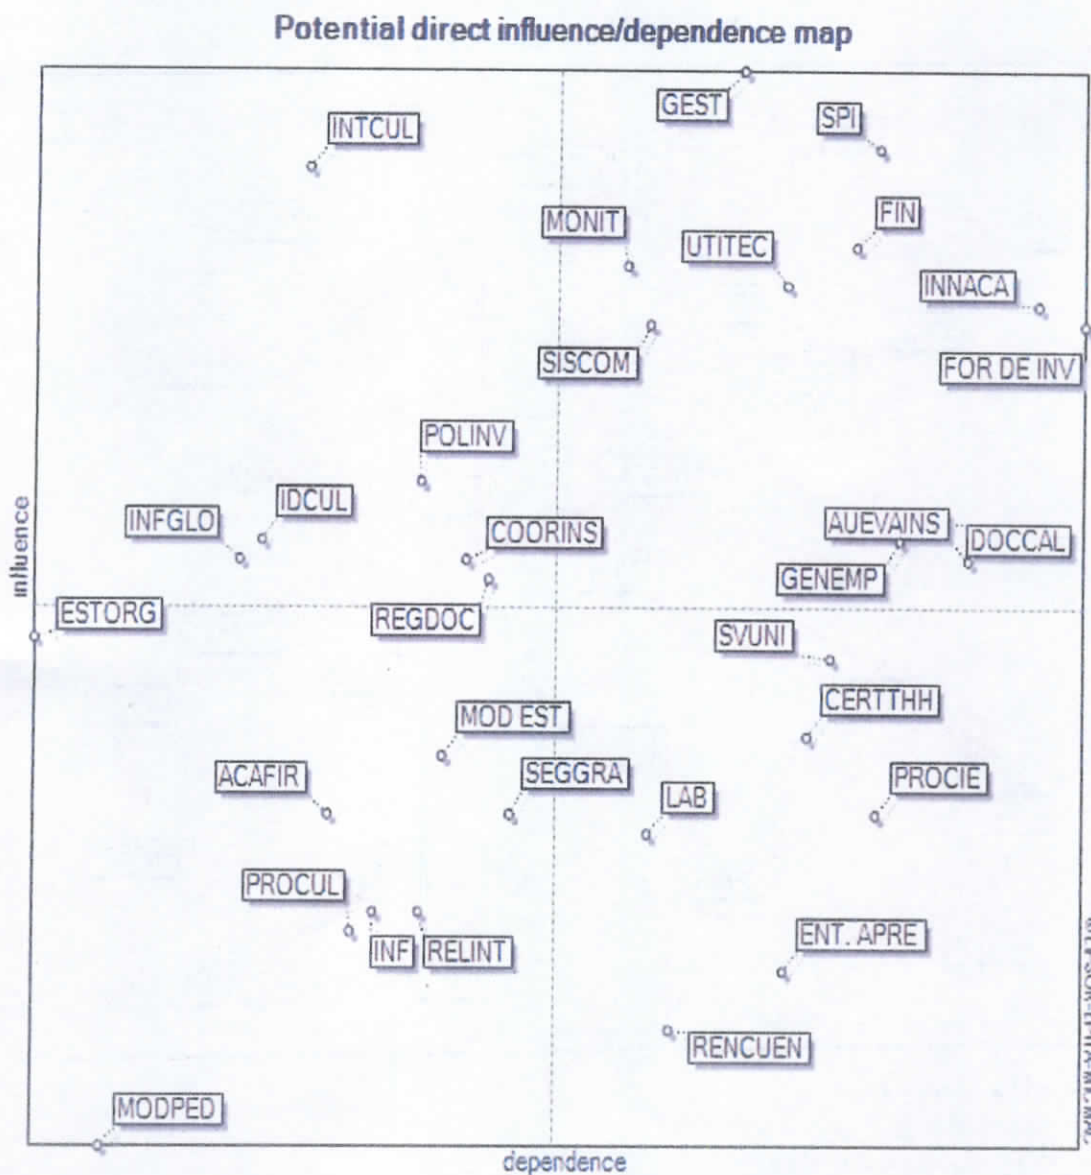 Potential direct influence/dependence map
GEST
SPI
INTCUL
FIN
MONIT
UTITEC
INNACA
SISCOM
FOR DE INV
POLINV
IDCUL
INFGLO
COORINS
AUEVAINS
DOCCAL
GENEMP
influence
ESTORG
REGDOC
SVUNI
CERTTHH
MOD EST
ACAFIR
SEGGRA
LAB
PROCIE
PROCUL
INF
RELINT
ENT. APRE
RENCUEN
MODPED
dependence